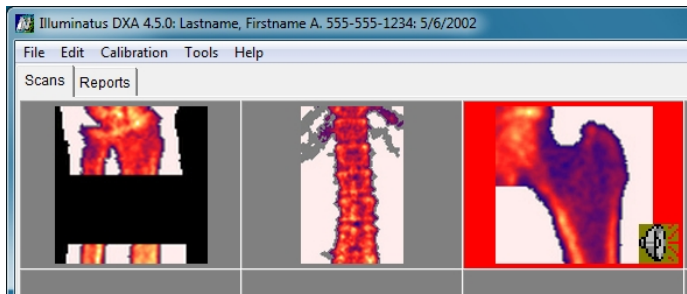 Illuminatus DXA 4.5.0: Lastname, Firstname A. 555-555-1234: 5/6/2002
File Edit Calibration Tools Help
Scans Reports